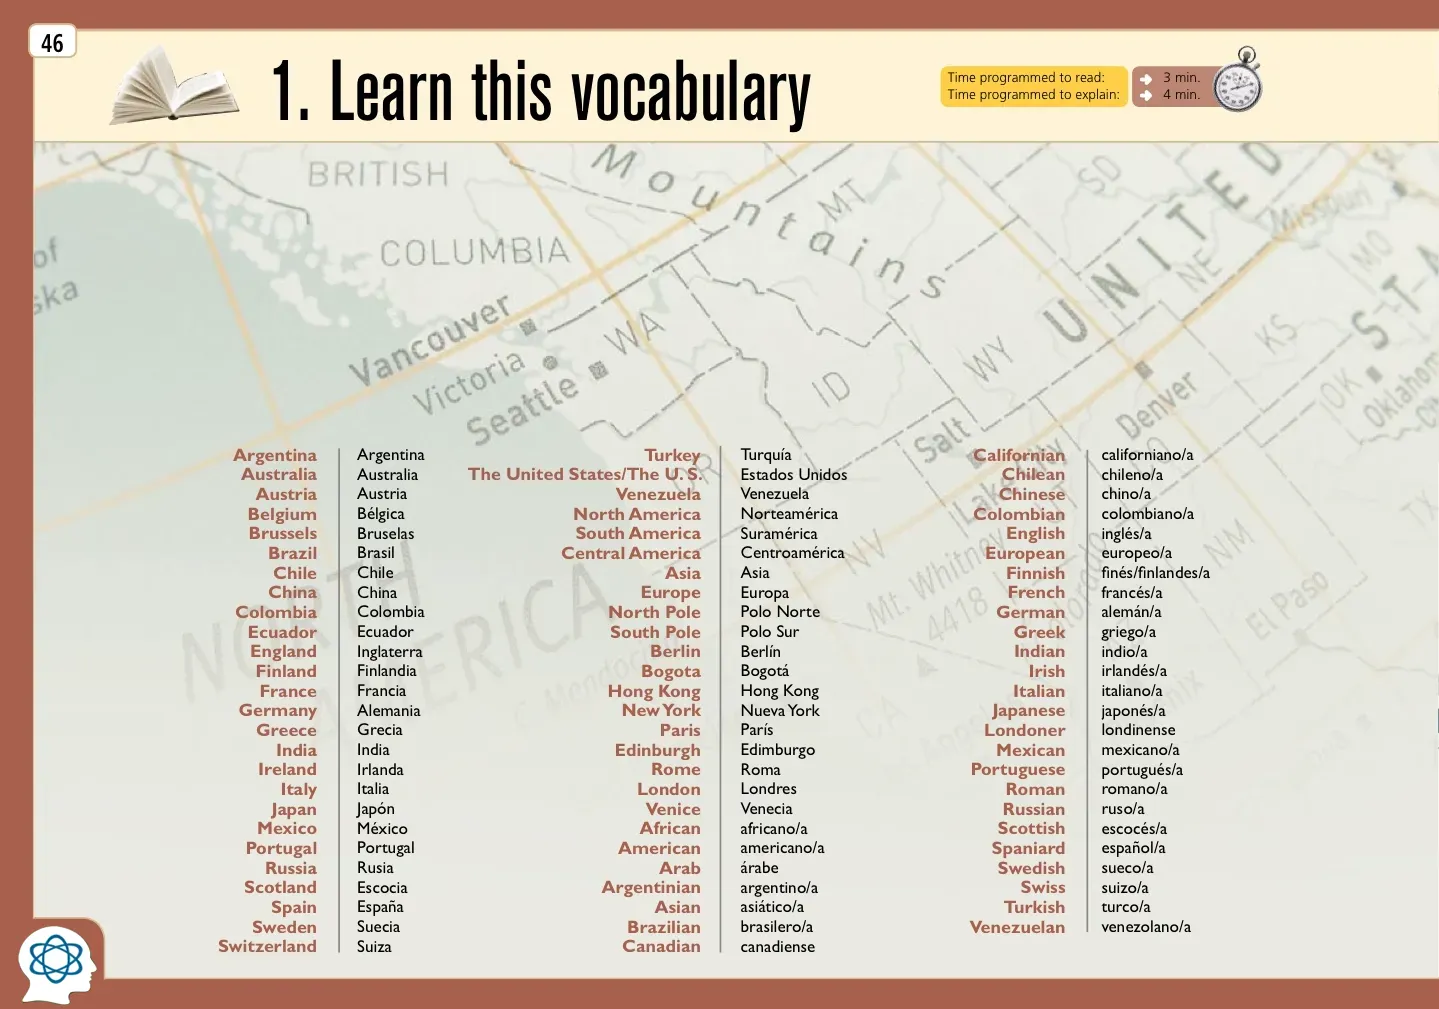 46
1. Learn this vocabulary
Time programmed to read: 3 min.
Time programmed to explain: 4 min.
BRITISH
COLUMBIA
Mountains
MT
SD
UNITED
Missouri
MO
NE
KS
of
ska
Vancouver
Victoria
Seattle
WA
ID
WY
OK
Denver
Salt
Lake
NV
NM
TX
Mt. Whitney
4418
El Paso
CA
OR
NORTH
AMERICA
Argentina Argentina
Australia Australia
Austria Austria
Belgium Bélgica
Brussels Bruselas
Brazil Brasil
Chile Chile
China China
Colombia Colombia
Ecuador Ecuador
England Inglaterra
Finland Finlandia
France Francia
Germany Alemania
Greece Grecia
India India
Ireland Irlanda
Italy Italia
Japan Japón
Mexico México
Portugal Portugal
Russia Rusia
Scotland Escocia
Spain España
Sweden Suecia
Switzerland Suiza
Turkey Turquía
The United States/The U. S. Estados Unidos
Venezuela Venezuela
North America Norteamérica
South America Suramérica
Central America Centroamérica
Asia Asia
Europe Europa
North Pole Polo Norte
South Pole Polo Sur
Berlin Berlín
Bogota Bogotá
Hong Kong Hong Kong
New York Nueva York
Paris París
Edinburgh Edimburgo
Rome Roma
London Londres
Venice Venecia
African africano/a
American americano/a
Arab árabe
Argentinian argentino/a
Asian asiático/a
Brazilian brasilero/a
Canadian canadiense
Californian californiano/a
Chilean chileno/a
Chinese chino/a
Colombian colombiano/a
English inglés/a
European europeo/a
Finnish finés/finlandes/a
French francés/a
German alemán/a
Greek griego/a
Indian indio/a
Irish irlandés/a
Italian italiano/a
Japanese japonés/a
Londoner londinense
Mexican mexicano/a
Portuguese portugués/a
Roman romano/a
Russian ruso/a
Scottish escocés/a
Spaniard español/a
Swedish sueco/a
Swiss suizo/a
Turkish turco/a
Venezuelan venezolano/a